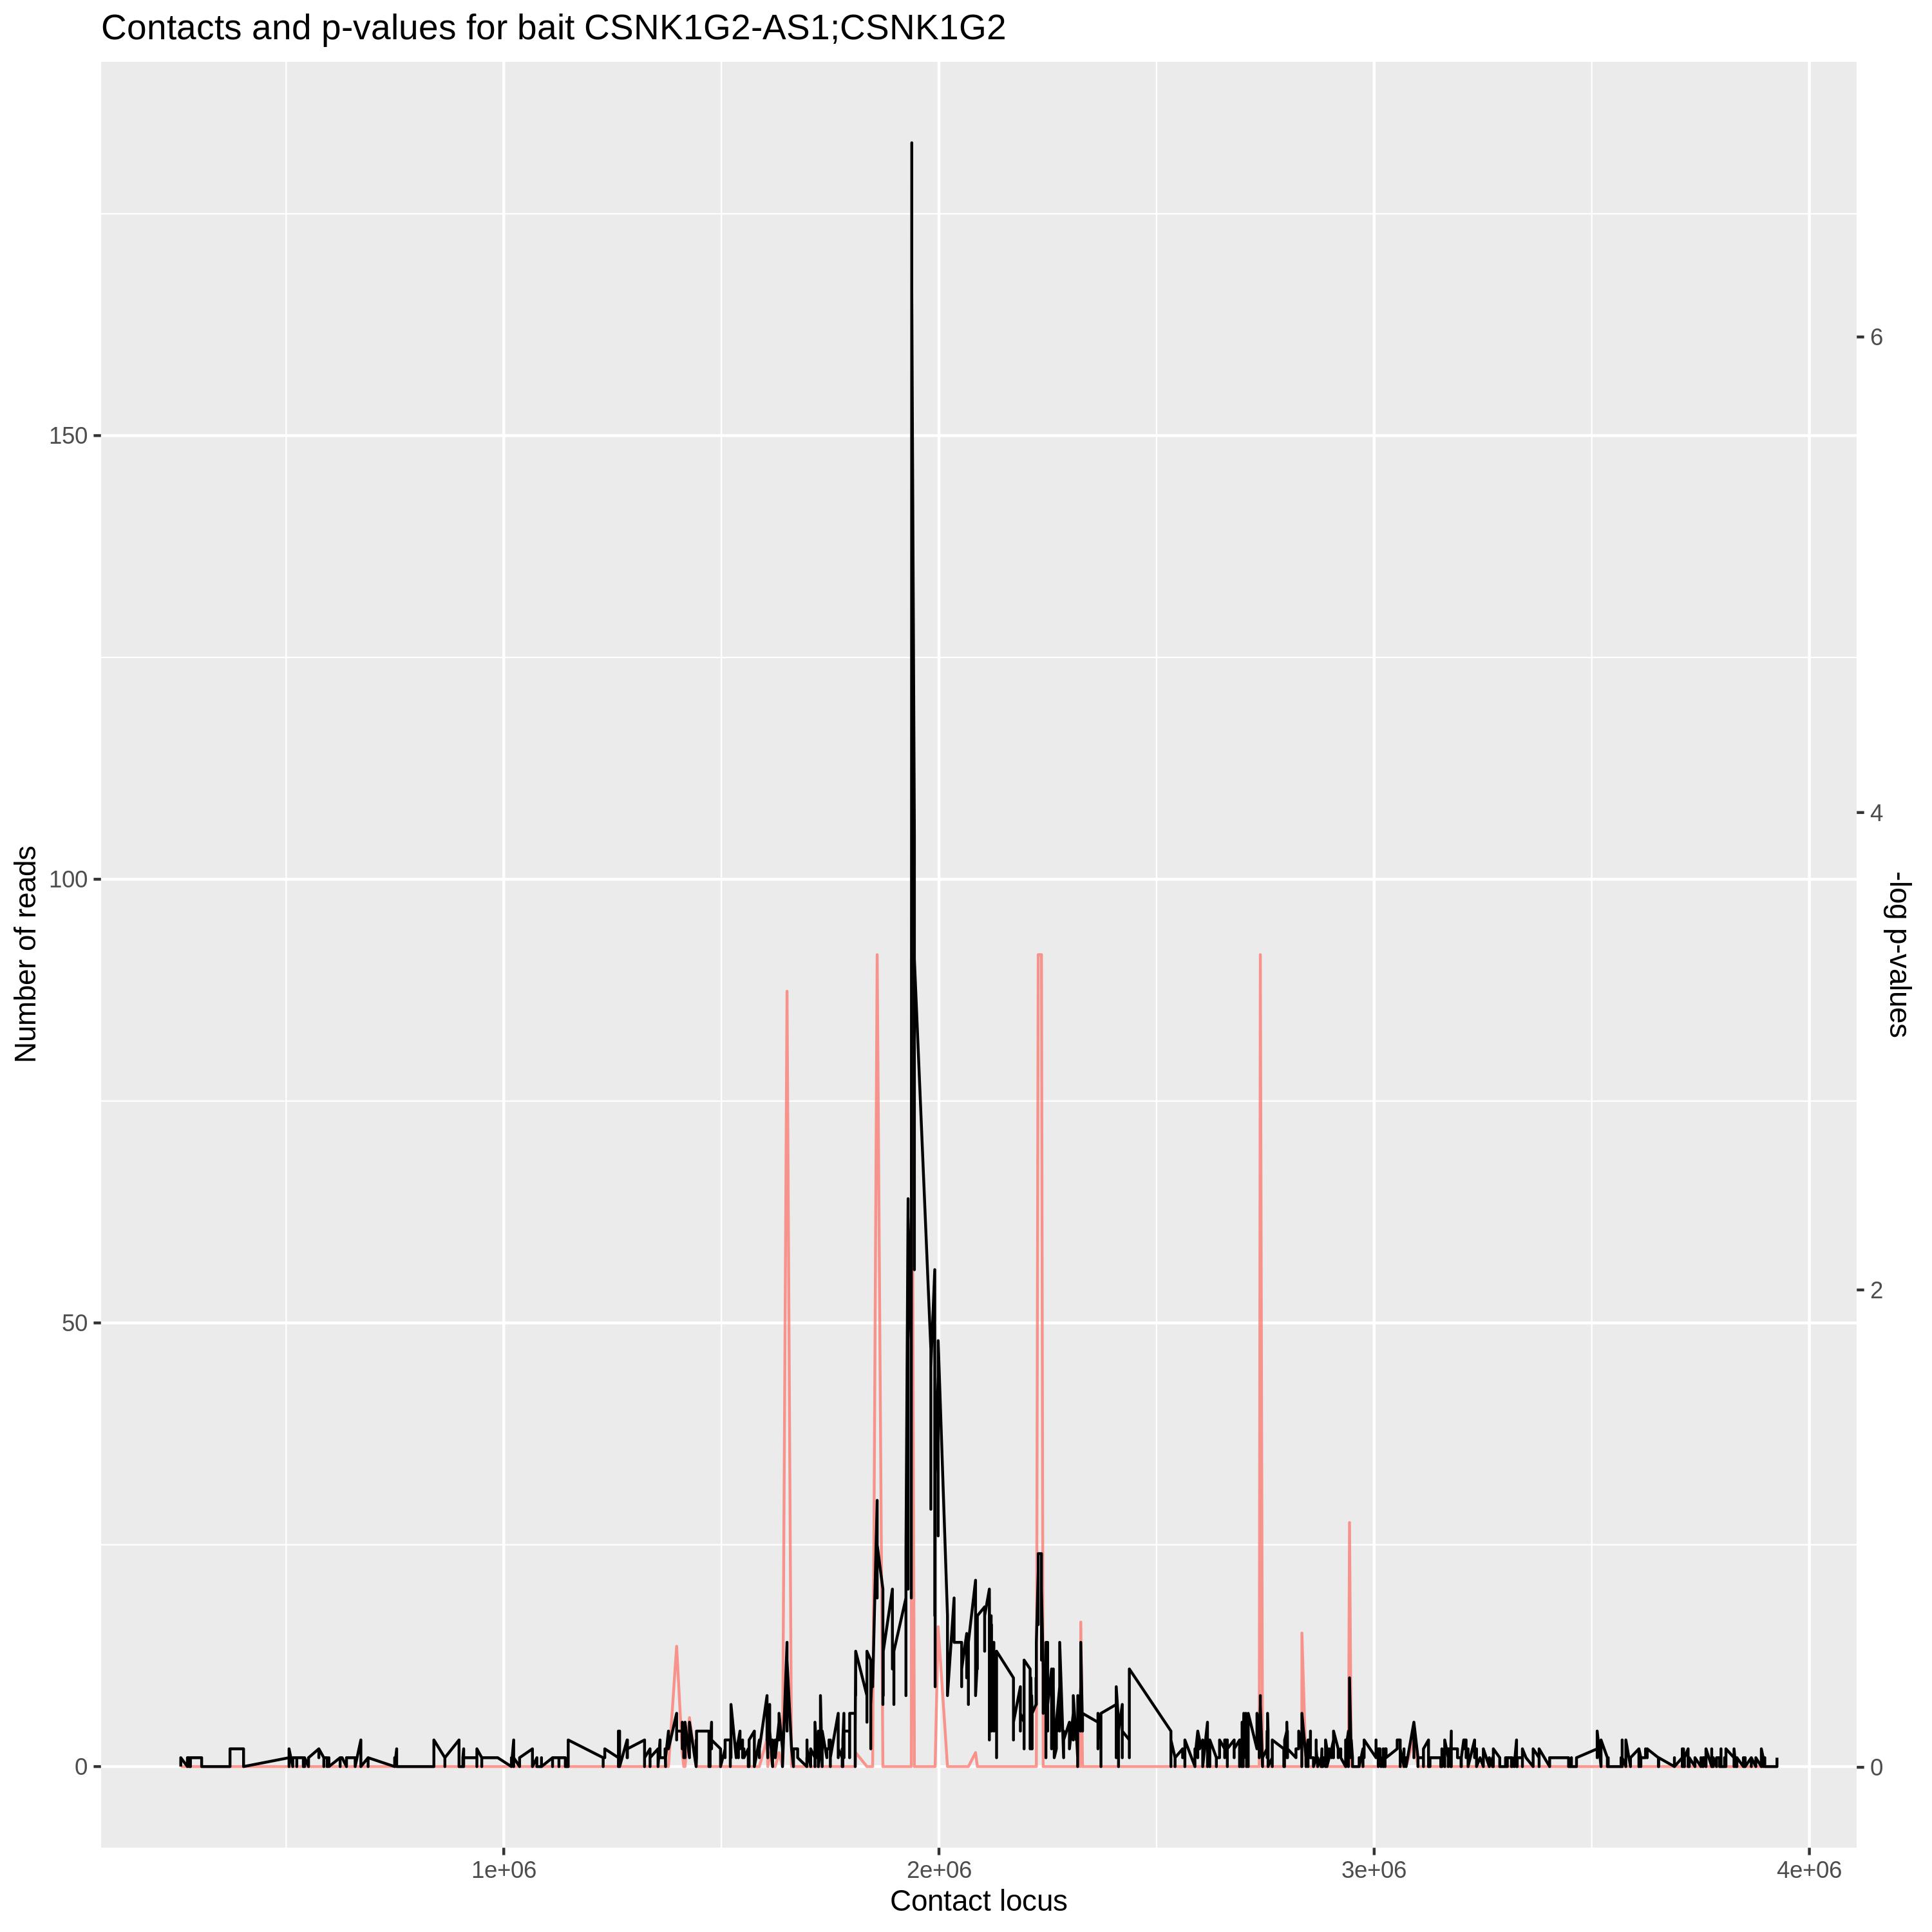 Contacts and p-values for bait CSNK1G2-AS1;CSNK1G2
Number of reads
150
100
50
0
6
4
2
0
-log p-values
1e+06
2e+06
3e+06
4e+06
Contact locus